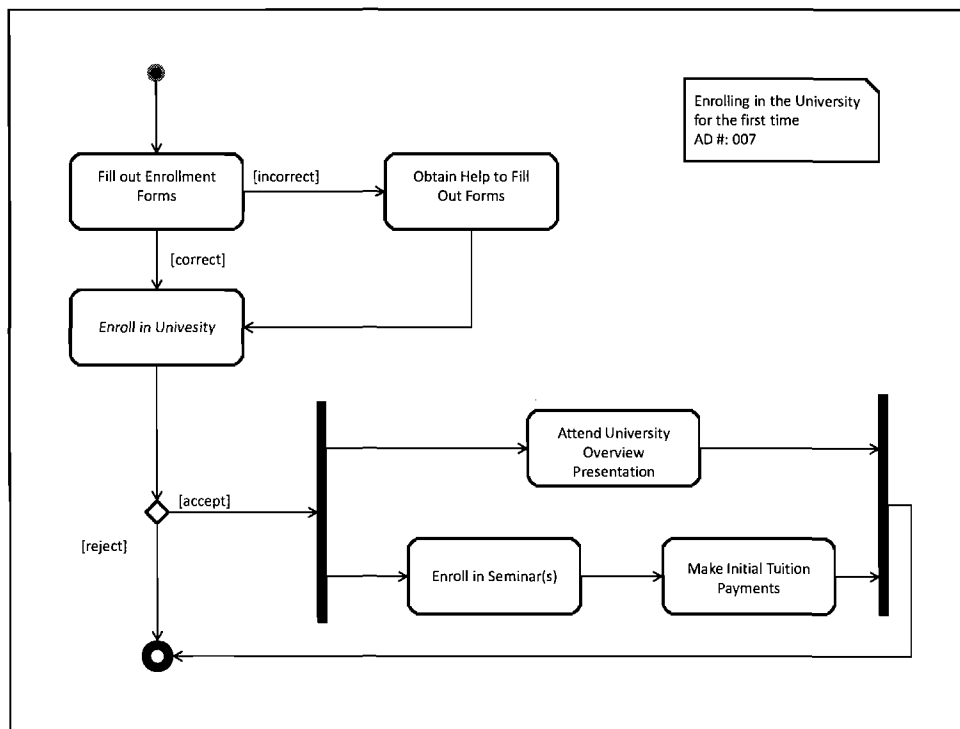 Enrolling in the University
for the first time
AD #: 007
Fill out Enrollment
Forms
[incorrect]
Obtain Help to Fill
Out Forms
[correct]
Enroll in Univesity
Attend University
Overview
Presentation
[accept]
[reject]
Enroll in Seminar(s)
Make Initial Tuition
Payments